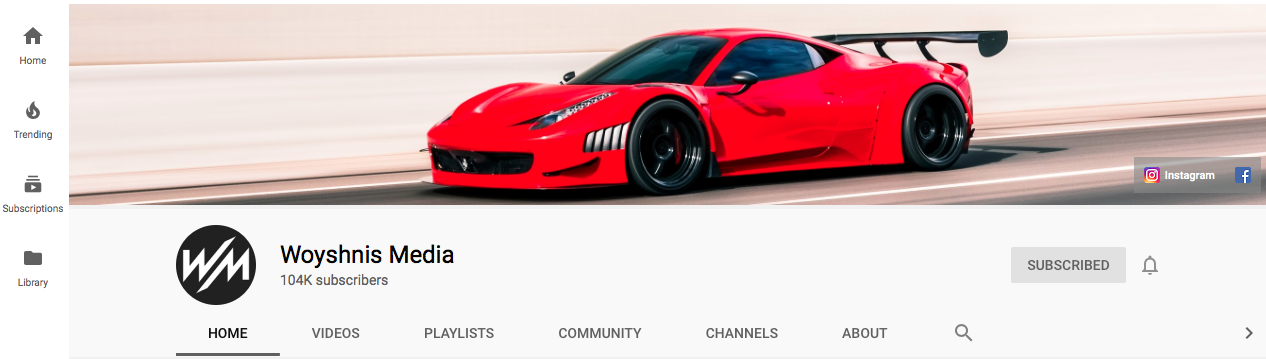 Home
Trending
Subscriptions
Library
Instagram
WM
Woyshnis Media
104K subscribers
SUBSCRIBED
HOME VIDEOS PLAYLISTS COMMUNITY CHANNELS ABOUT